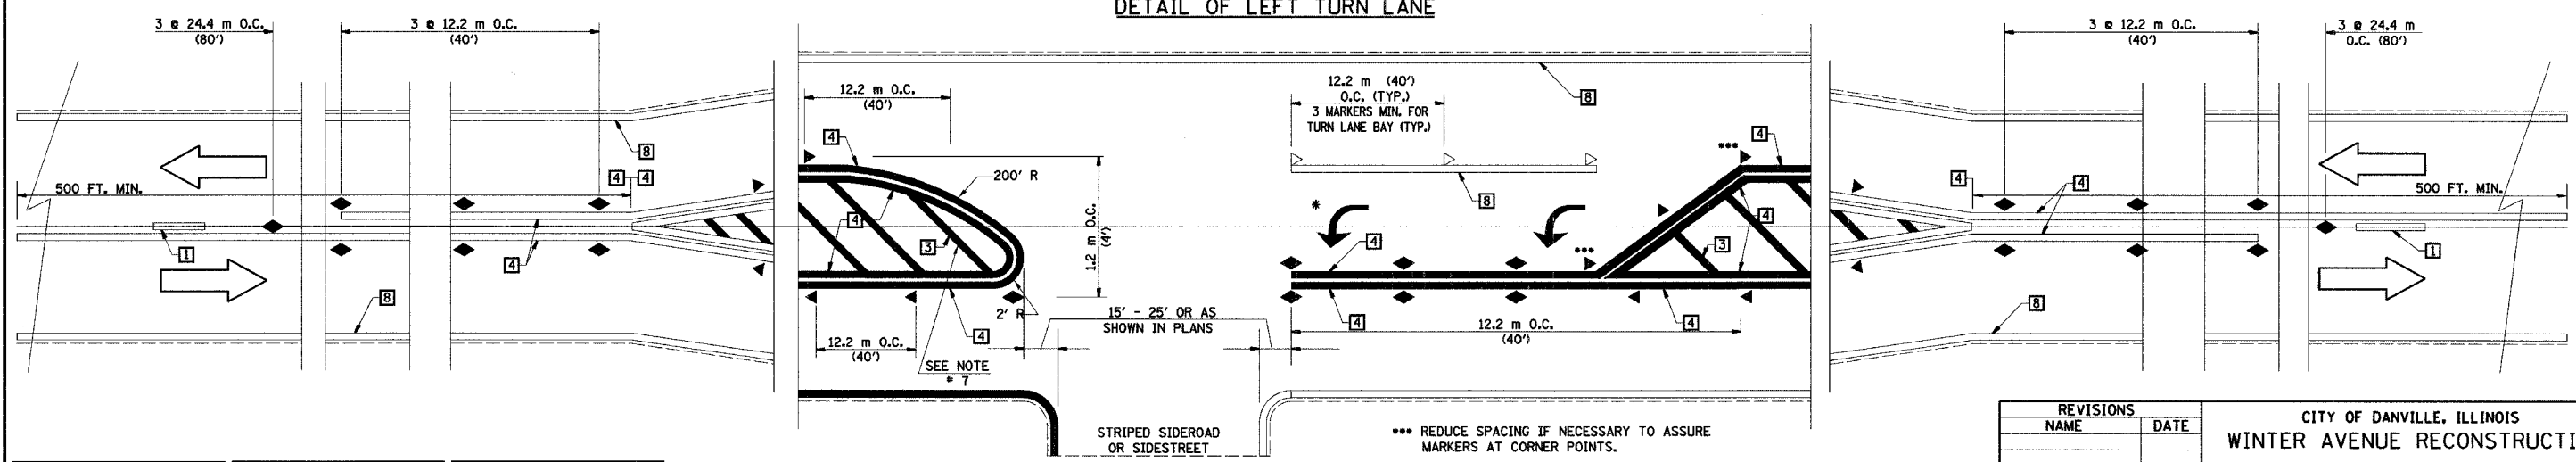 DETAIL OF LEFT TURN LANE
3 @ 24.4 m O.C.
(80')
3 @ 12.2 m O.C.
(40')
12.2 m O.C.
(40')
12.2 m (40')
O.C. (TYP.)
3 MARKERS MIN. FOR
TURN LANE BAY (TYP.)
3 @ 12.2 m O.C.
(40')
3 @ 24.4 m
O.C. (80')
8
8
4
4
***
8
4 4
500 FT. MIN.
200' R
8
4
4
500 FT. MIN.
1
4
3
1.2 m O.C.
(4')
*
4
***
3
4
1
4
8
4
2' R
15' - 25' OR AS
SHOWN IN PLANS
4
12.2 m O.C.
(40')
4
8
12.2 m O.C.
(40')
SEE NOTE
# 7
STRIPED SIDEROAD
OR SIDESTREET
*** REDUCE SPACING IF NECESSARY TO ASSURE
MARKERS AT CORNER POINTS.
REVISIONS
NAME DATE
CITY OF DANVILLE, ILLINOIS
WINTER AVENUE RECONSTRUCTI